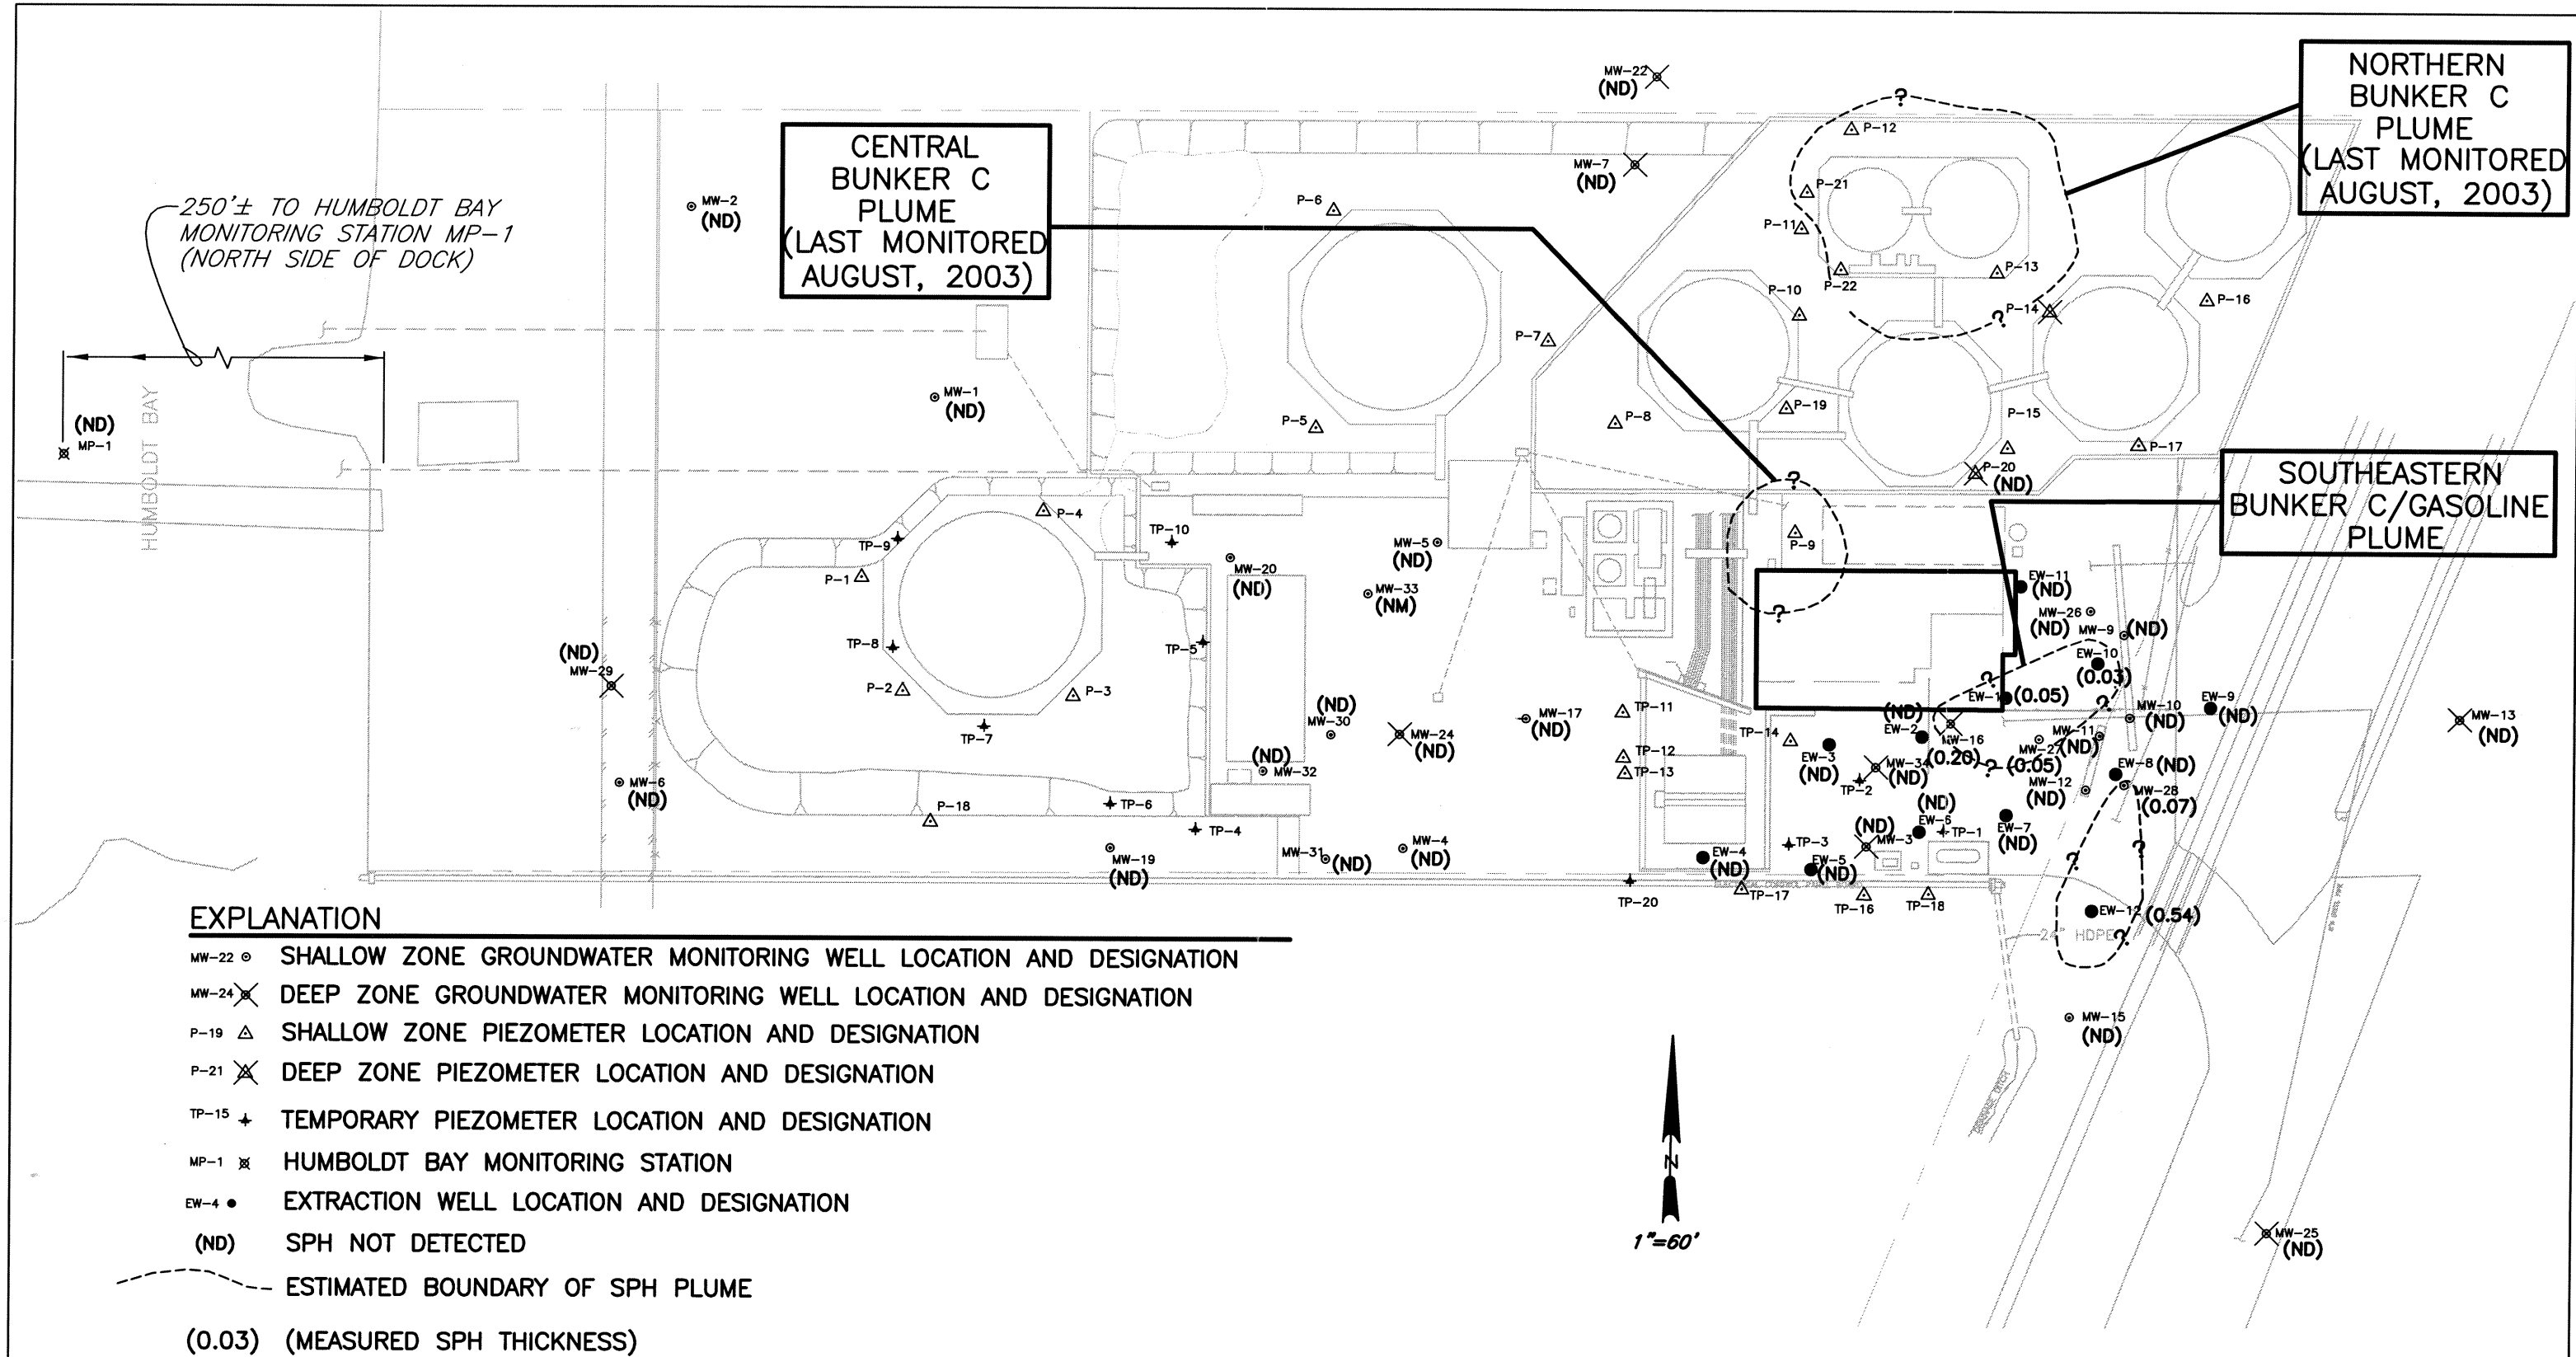 MW-22
(ND)
NORTHERN
BUNKER C
PLUME
(LAST MONITORED
AUGUST, 2003)
CENTRAL
BUNKER C
PLUME
(LAST MONITORED
AUGUST, 2003)
?
P-12
MW-7
(ND)
P-21
P-11
P-22
P-13
P-14
?
P-16
P-10
P-6
P-7
P-5
P-8
P-19
P-15
P-17
P-20
(ND)
MW-2
(ND)
250'± TO HUMBOLDT BAY
MONITORING STATION MP-1
(NORTH SIDE OF DOCK)
MW-1
(ND)
(ND)
MP-1
HUMBOLDT BAY
SOUTHEASTERN
BUNKER C/GASOLINE
PLUME
?
P-9
?
P-4
TP-9
TP-10
P-1
MW-20
(ND)
MW-5
(ND)
MW-33
(NM)
TP-8
TP-5
P-2
P-3
TP-7
(ND)
MW-29
MW-6
(ND)
P-18
TP-6
TP-4
MW-19
(ND)
(ND)
MW-30
(ND)
MW-32
MW-24
(ND)
MW-17
(ND)
MW-31
(ND)
MW-4
(ND)
TP-11
TP-12
TP-13
TP-14
EW-11
(ND)
MW-26
(ND)
MW-9
(ND)
EW-10
(0.03)
?
EW-1
(0.05)
?
MW-10
(ND)
EW-9
(ND)
MW-13
(ND)
(ND)
EW-2
MW-16
(0.20)
EW-3
(ND)
MW-34
(ND)
TP-2
MW-27
(0.05)
?
MW-11
(ND)
EW-8
(ND)
MW-12
(ND)
MW-28
(0.07)
(ND)
EW-6
TP-1
EW-7
(ND)
(ND)
MW-3
TP-3
EW-4
(ND)
EW-5
(ND)
TP-20
TP-17
TP-16
TP-18
?
?
EW-12
(0.54)
?
24" HDPE
MW-15
(ND)
DRAINAGE DITCH
MW-25
(ND)
N
1"=60'
EXPLANATION
MW-22 SHALLOW ZONE GROUNDWATER MONITORING WELL LOCATION AND DESIGNATION
MW-24 DEEP ZONE GROUNDWATER MONITORING WELL LOCATION AND DESIGNATION
P-19 SHALLOW ZONE PIEZOMETER LOCATION AND DESIGNATION
P-21 DEEP ZONE PIEZOMETER LOCATION AND DESIGNATION
TP-15 TEMPORARY PIEZOMETER LOCATION AND DESIGNATION
MP-1 HUMBOLDT BAY MONITORING STATION
EW-4 EXTRACTION WELL LOCATION AND DESIGNATION
(ND) SPH NOT DETECTED
ESTIMATED BOUNDARY OF SPH PLUME
(0.03) (MEASURED SPH THICKNESS)